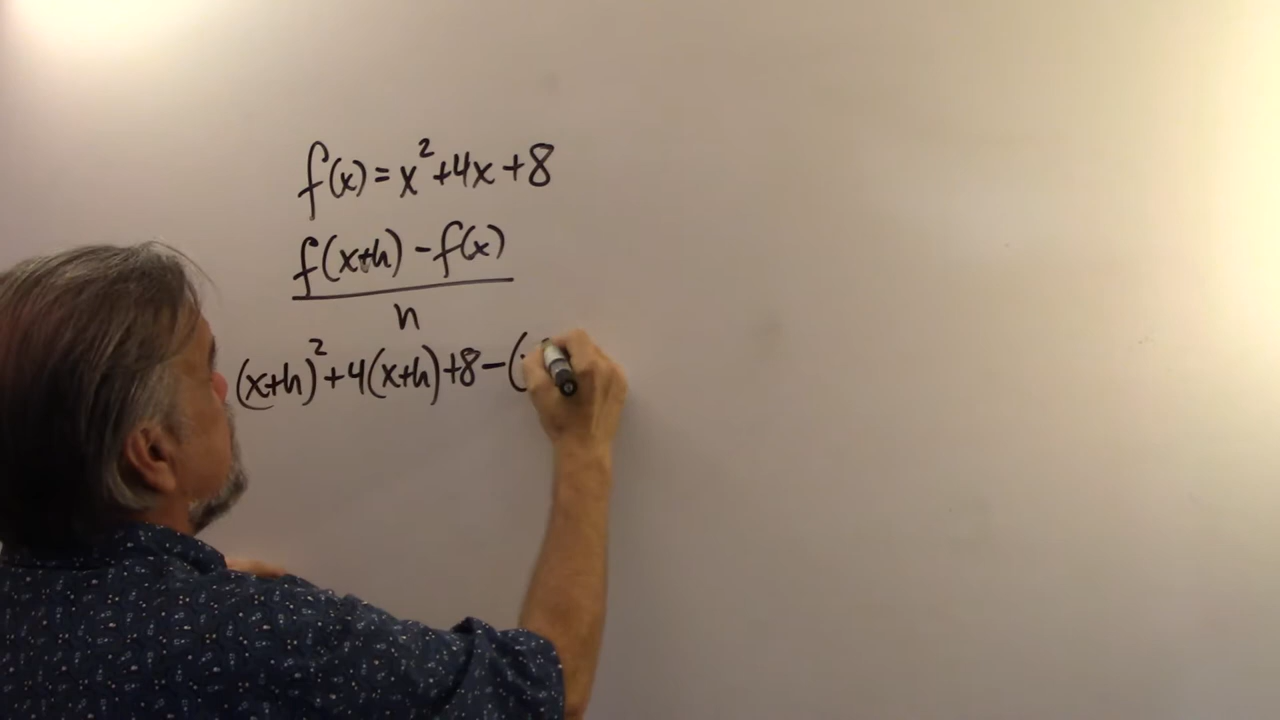 f(x) = x² + 4x + 8
f(x+h) - f(x)
h
(x+h)² + 4(x+h) + 8 - (